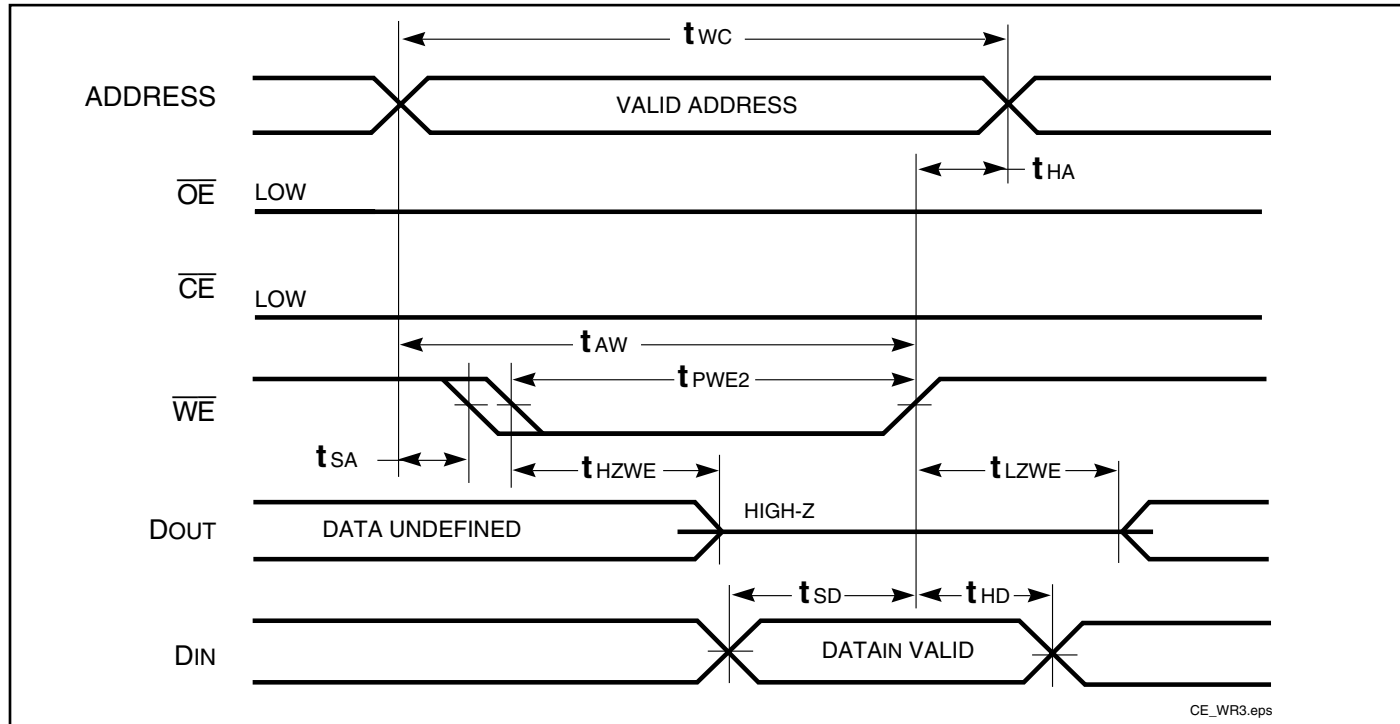 tWC
ADDRESS VALID ADDRESS
tHA
OE LOW
CE LOW
tAW
tPWE2
WE
tSA tHZWE tLZWE
DOUT DATA UNDEFINED HIGH-Z
tSD tHD
DIN DATAIN VALID
CE_WR3.eps